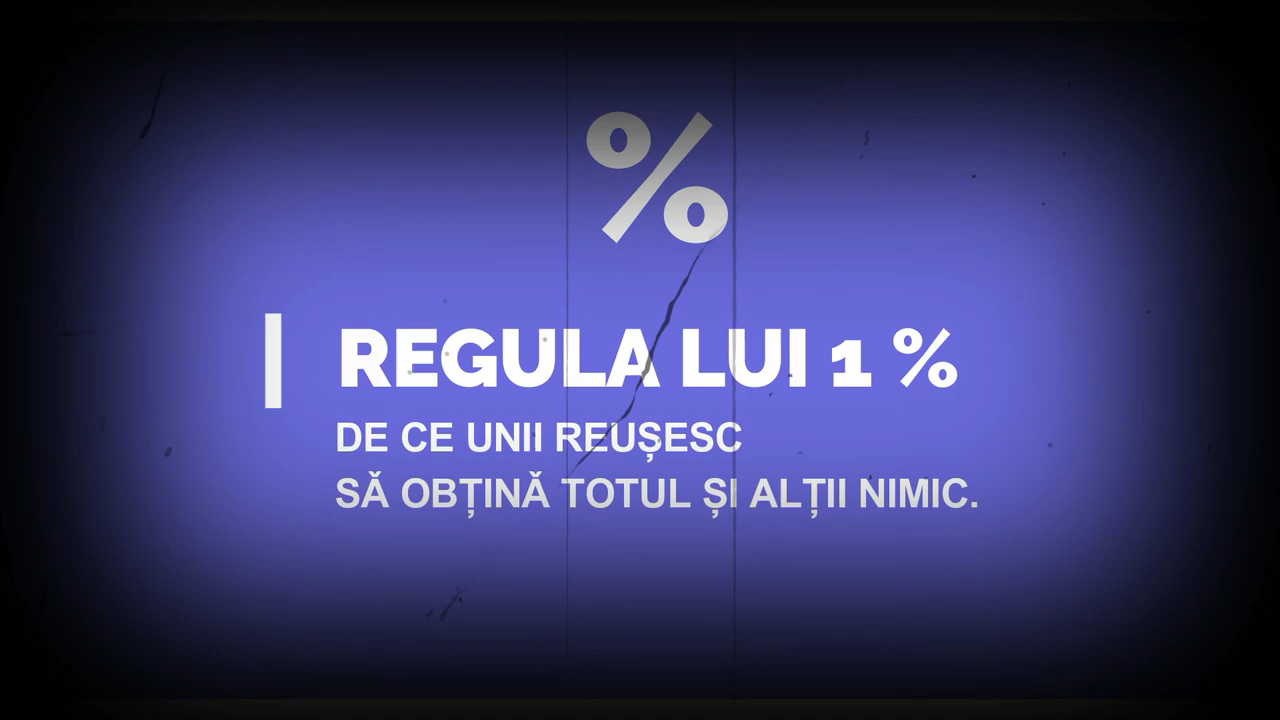 %
REGULA LUI 1 %
DE CE UNII REUȘESC
SĂ OBȚINĂ TOTUL ȘI ALȚII NIMIC.